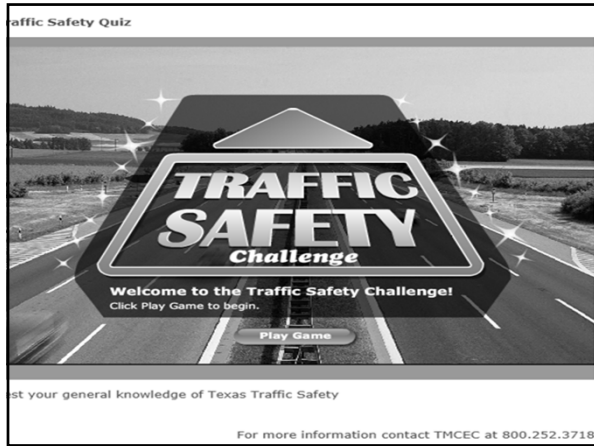 raffic Safety Quiz
TRAFFIC
SAFETY
Challenge
Welcome to the Traffic Safety Challenge!
Click Play Game to begin.
Play Game
est your general knowledge of Texas Traffic Safety
For more information contact TMCEC at 800.252.3718